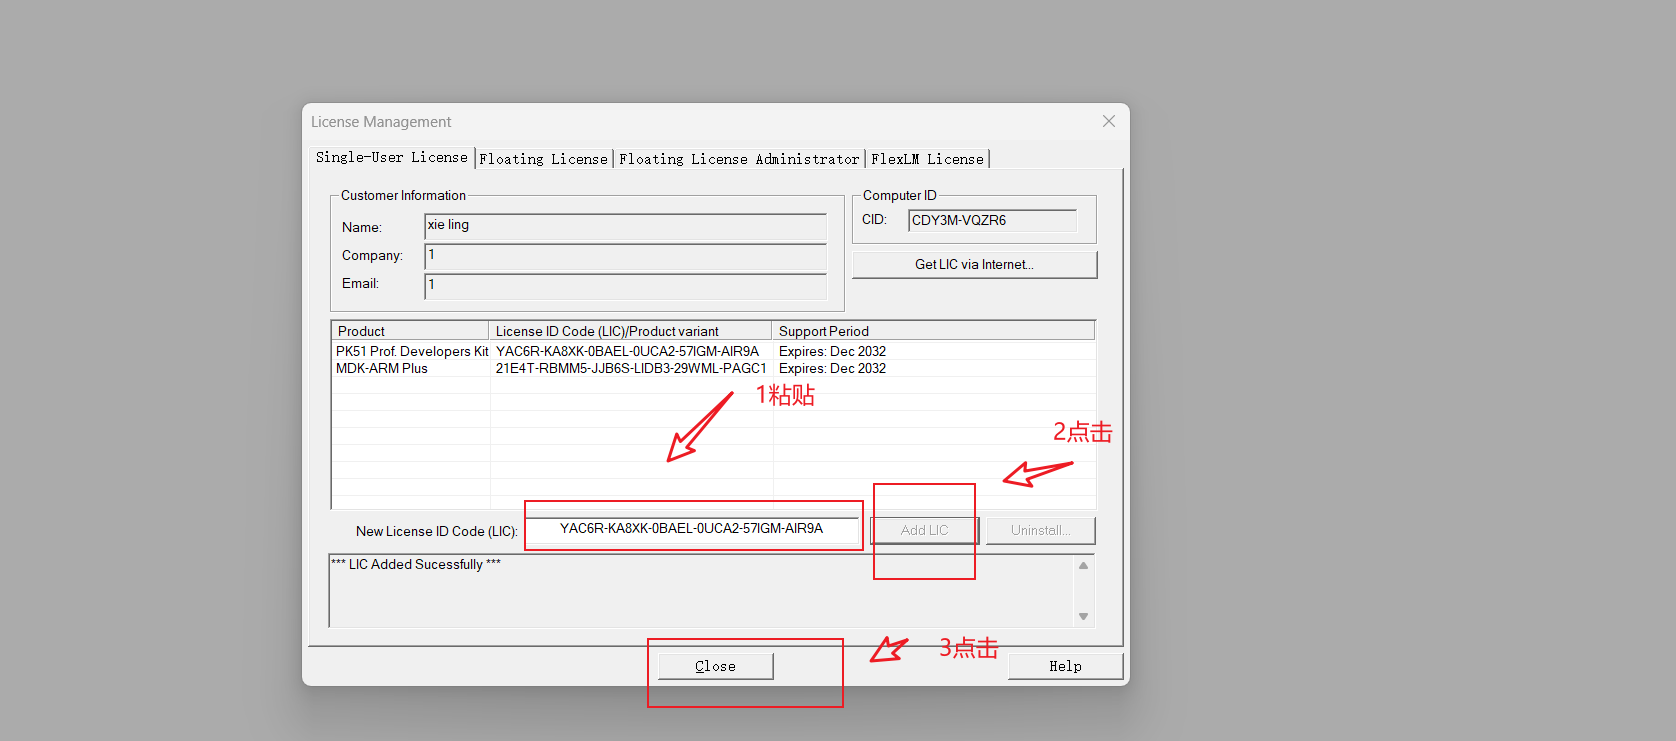 License Management
Single-User License Floating License Floating License Administrator FlexLM License
Customer Information
Name: xie ling
Company: 1
Email: 1
Computer ID
CID: CDY3M-VQZR6
Get LIC via Internet...
Product License ID Code (LIC)/Product variant Support Period
PK51 Prof. Developers Kit YAC6R-KA8XK-0BAEL-0UCA2-57IGM-AIR9A Expires: Dec 2032
MDK-ARM Plus 21E4T-RBMM5-JJB6S-LIDB3-29WML-PAGC1 Expires: Dec 2032
1粘贴
2点击
New License ID Code (LIC): YAC6R-KA8XK-0BAEL-0UCA2-57IGM-AIR9A Add LIC Uninstall...
*** LIC Added Sucessfully ***
3点击
Close Help